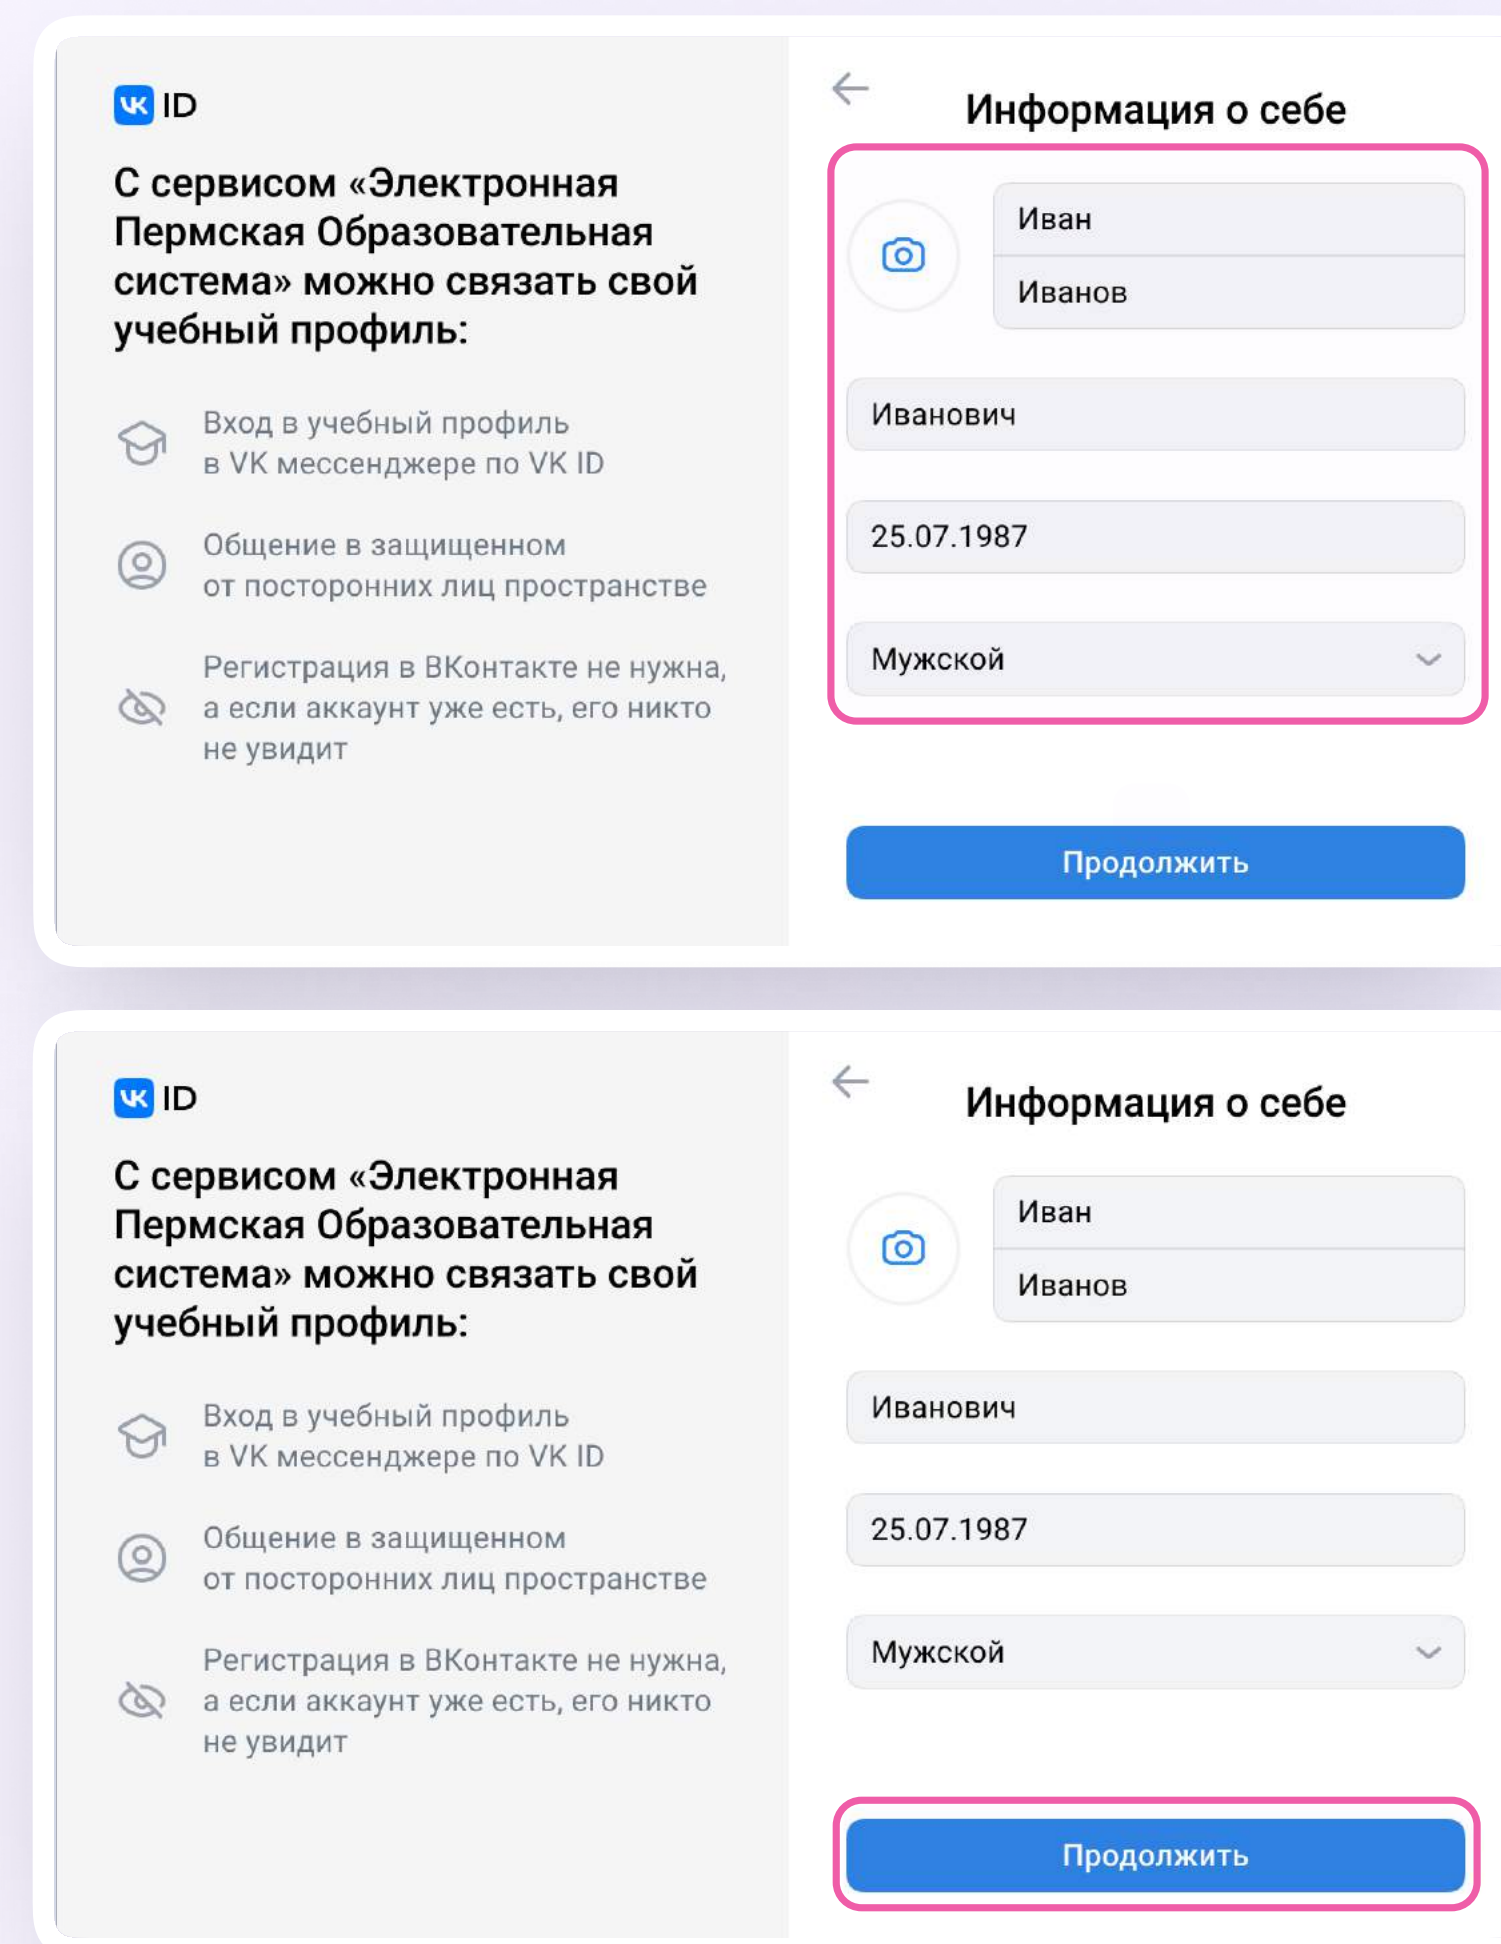 VK ID
С сервисом «Электронная
Пермская Образовательная
система» можно связать свой
учебный профиль:
Вход в учебный профиль
в VK мессенджере по VK ID
Общение в защищенном
от посторонних лиц пространстве
Регистрация в ВКонтакте не нужна,
а если аккаунт уже есть, его никто
не увидит
Информация о себе
Иван
Иванов
Иванович
25.07.1987
Мужской
Продолжить
VK ID
С сервисом «Электронная
Пермская Образовательная
система» можно связать свой
учебный профиль:
Вход в учебный профиль
в VK мессенджере по VK ID
Общение в защищенном
от посторонних лиц пространстве
Регистрация в ВКонтакте не нужна,
а если аккаунт уже есть, его никто
не увидит
Информация о себе
Иван
Иванов
Иванович
25.07.1987
Мужской
Продолжить